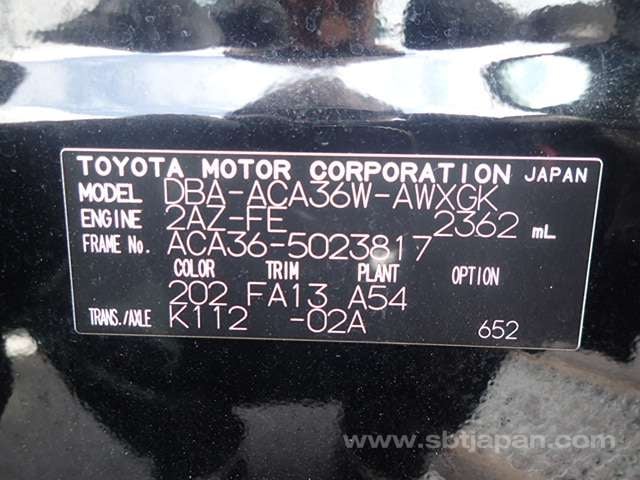 TOYOTA MOTOR CORPORATION JAPAN
MODEL DBA-ACA36W-AWXGK
ENGINE 2AZ-FE 2362 mL
FRAME No. ACA36-5023817
COLOR TRIM PLANT OPTION
202 FA13 A54
TRANS./AXLE K112 -02A 652
www.sbtjapan.com